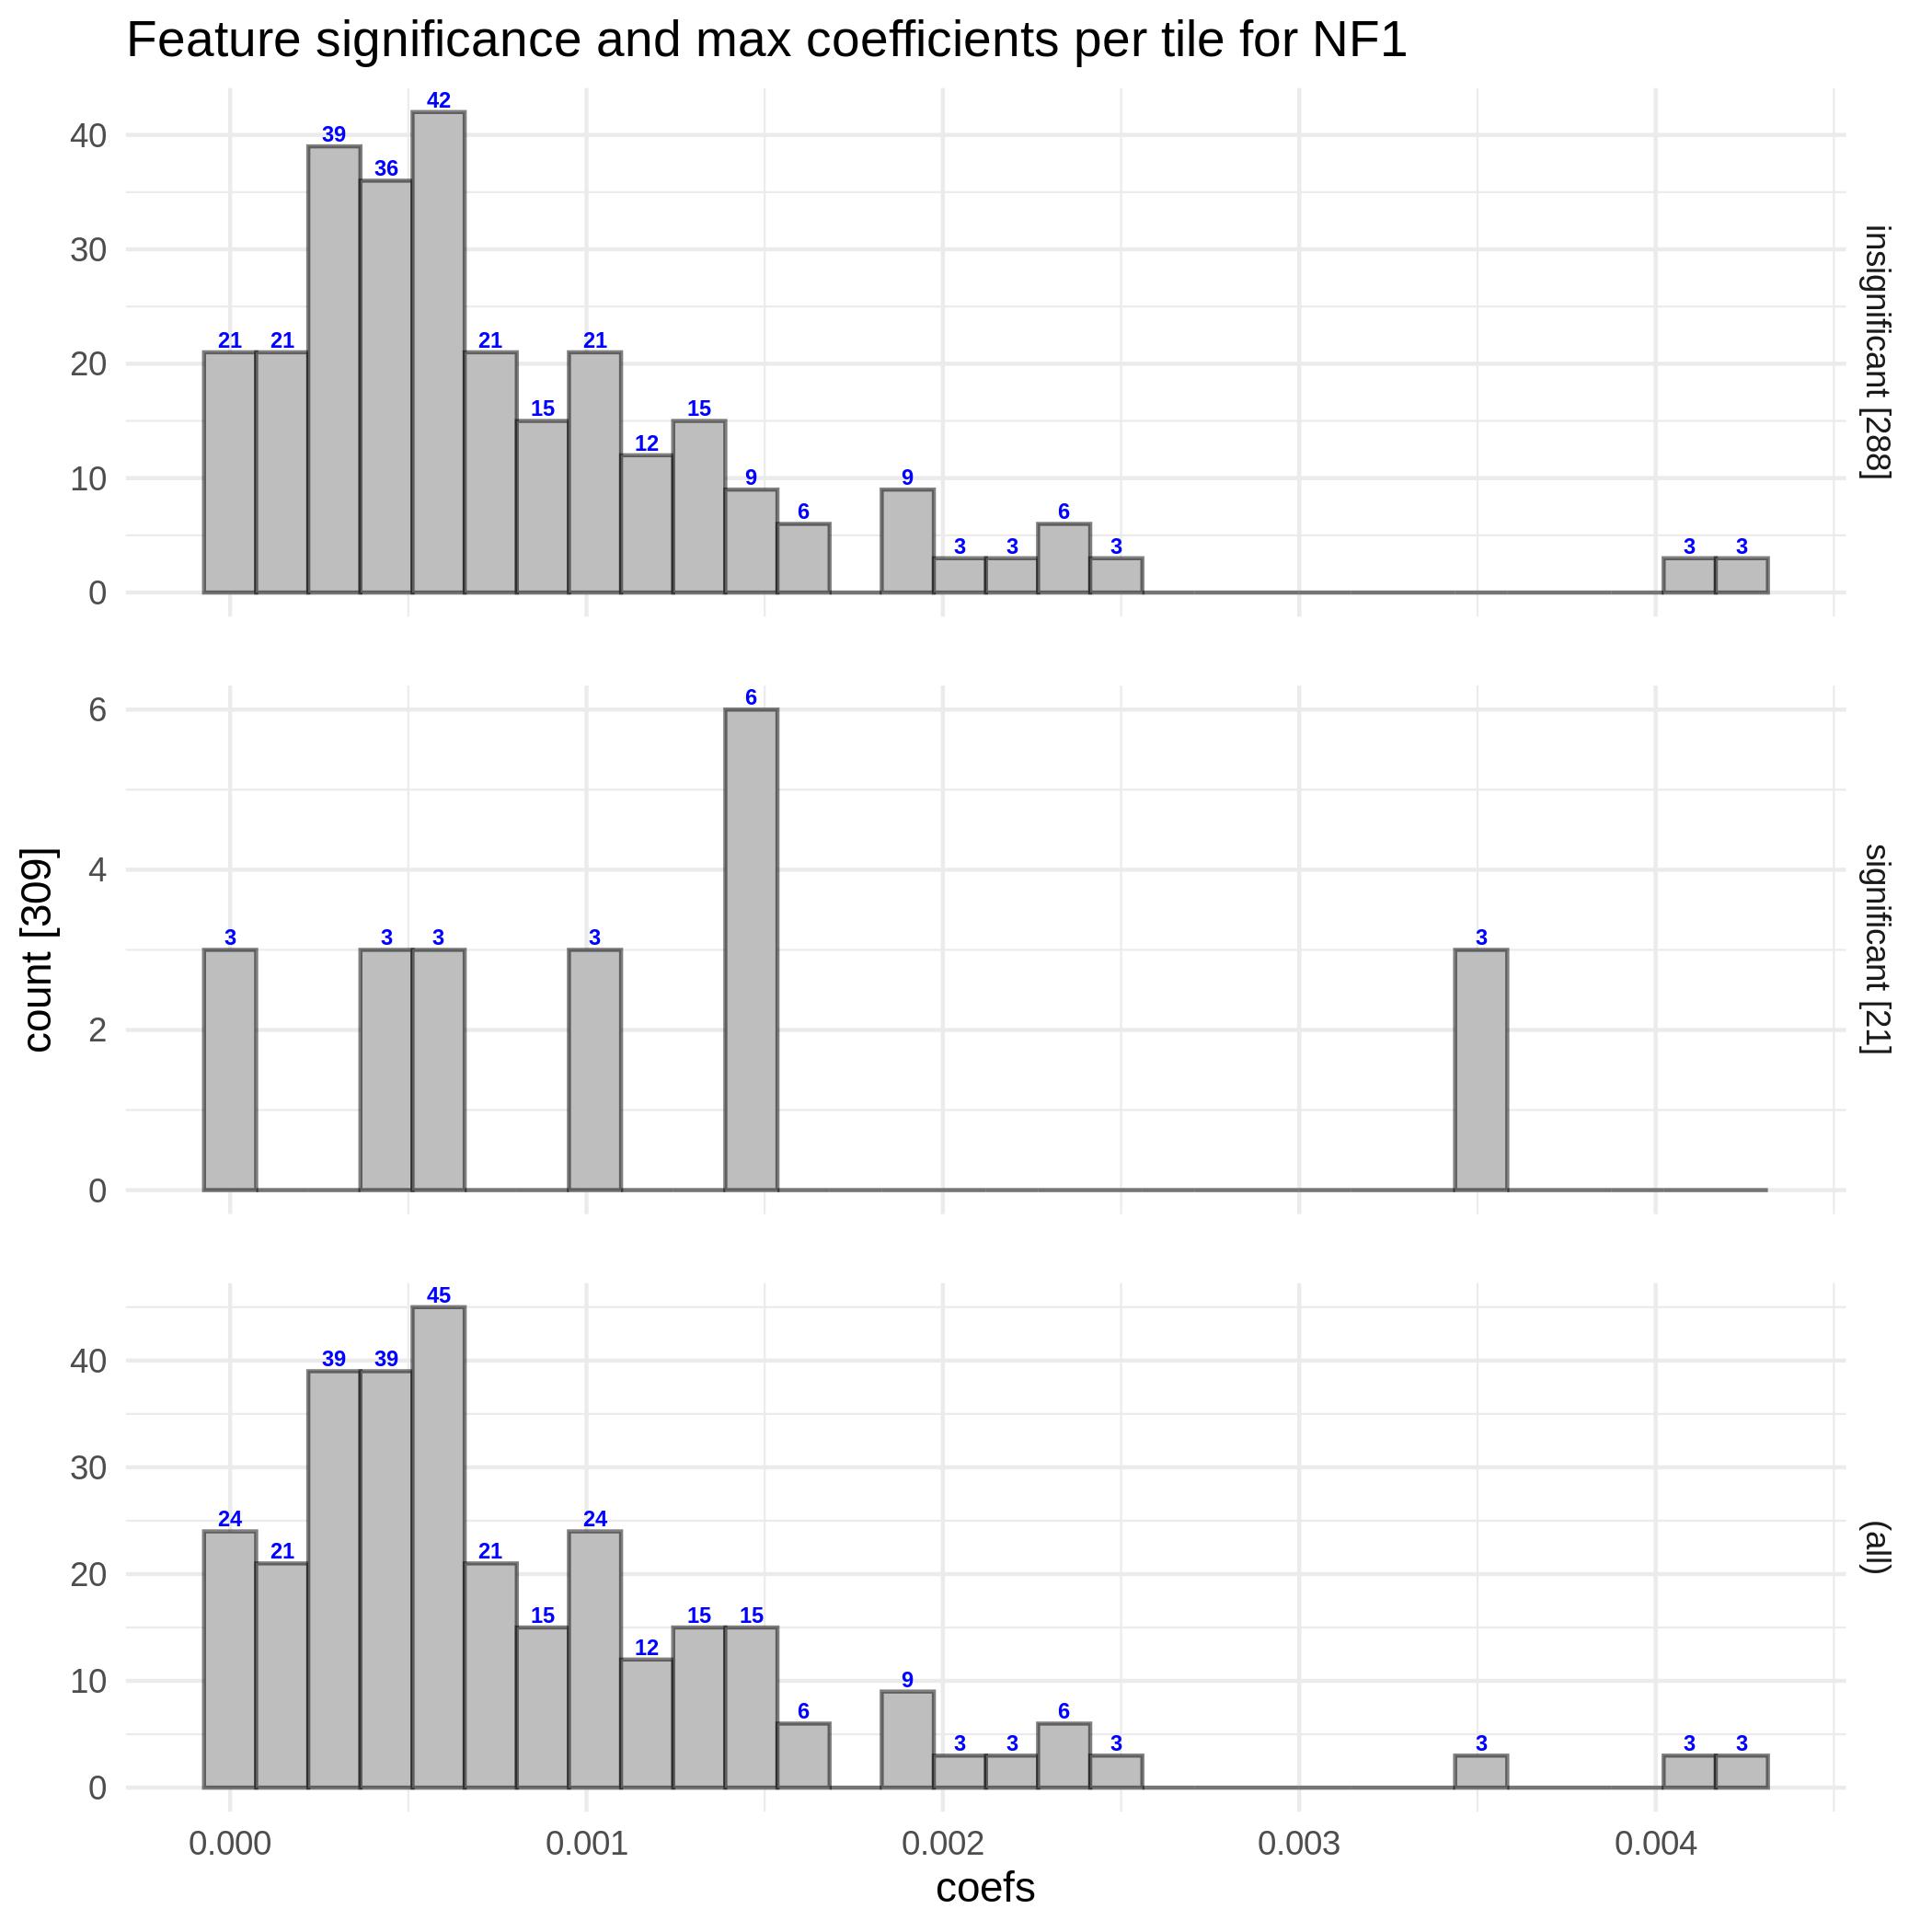 Feature significance and max coefficients per tile for NF1
42
39
36
21 21 21 21
15 15
12
9 9
6 6
3 3 3 3 3
40
30
20
10
0
insignificant [288]
6
3 3 3 3 3
6
4
2
0
significant [21]
count [309]
45
39 39
24 24
21 21
15 15 15
12
9
6 6
3 3 3 3 3 3
40
30
20
10
0
(all)
0.000 0.001 0.002 0.003 0.004
coefs